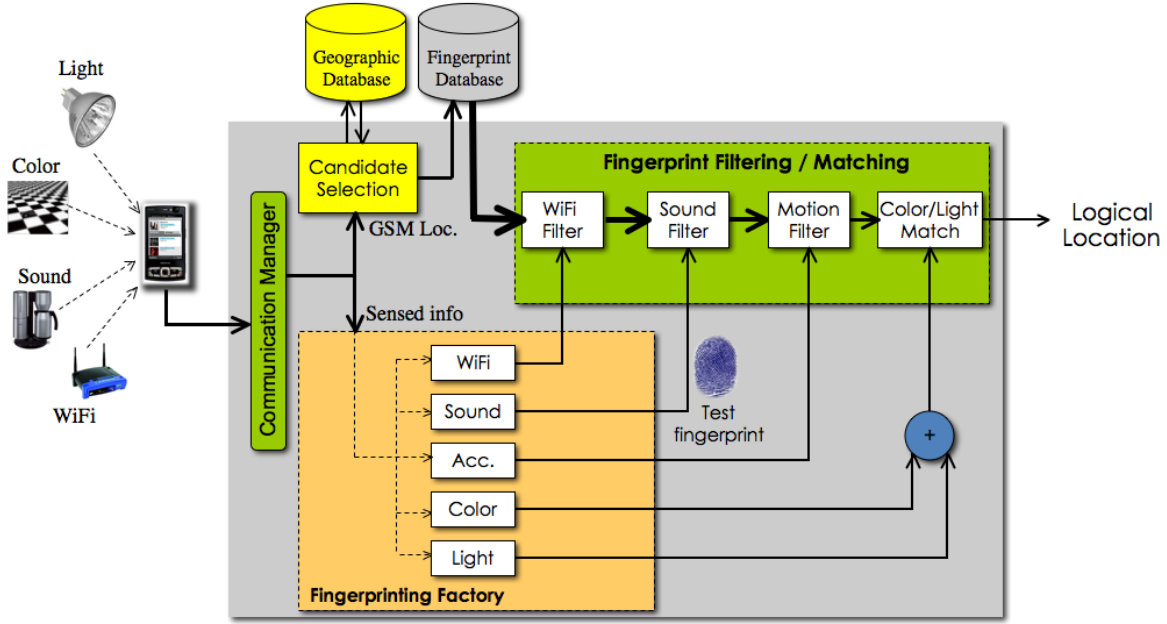 Geographic
Database
Fingerprint
Database
Light
Color
Sound
WiFi
Communication Manager
Candidate
Selection
GSM Loc.
Sensed info
Fingerprint Filtering / Matching
WiFi
Filter
Sound
Filter
Motion
Filter
Color/Light
Match
Logical
Location
WiFi
Sound
Acc.
Color
Light
Fingerprinting Factory
Test
fingerprint
+